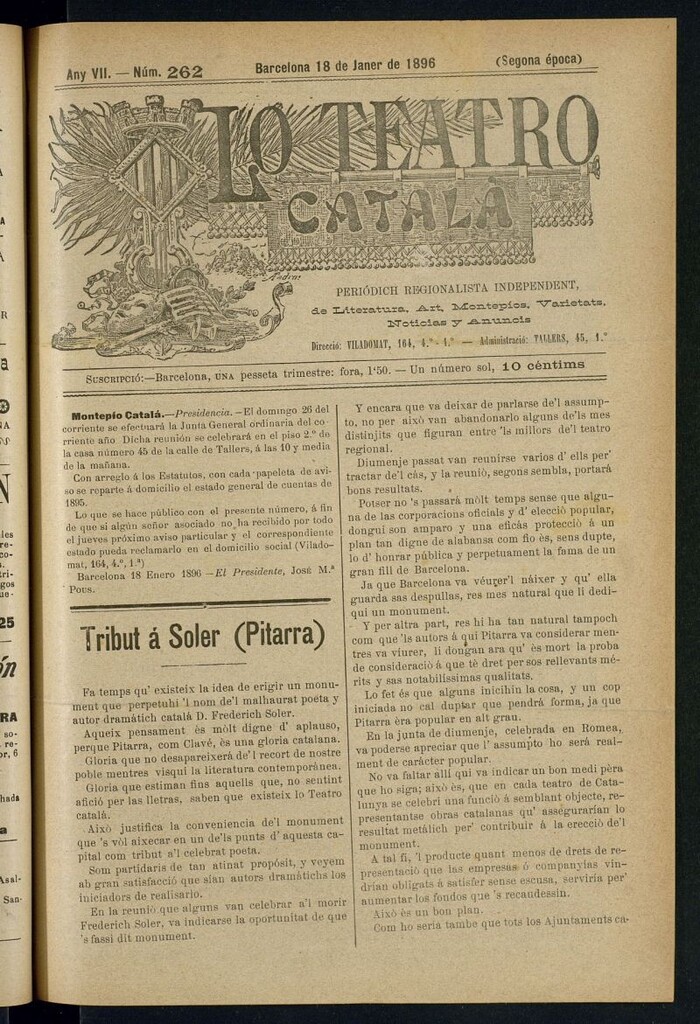 Any VII. — Núm. 262
Barcelona 18 de Janer de 1896
(Segona época)
LO TEATRO
CATALÁ
PERIÓDICH REGIONALISTA INDEPENDENT,
de Literatura, Art, Montepios, Varietats,
Noticias y Anuncis
Direcció: VILADOMAT, 164, 4.º - 1.ª — Administració: TALLERS, 45, 1.º
SUSCRIPCIÓ:—Barcelona, UNA pesseta trimestre: fora, 1'50. — Un número sol, 10 céntims
Montepío Catalá.—Presidencia.—El domingo 26 del
corriente se efectuará la Junta General ordinaria del co-
rriente año Dicha reunión se celebrará en el piso 2.º de
la casa número 45 de la calle de Tallers, á las 10 y media
de la mañana.
Con arreglo á los Estatutos, con cada papeleta de avi-
so se reparte á domicilio el estado general de cuentas de
1895.
Lo que se hace público con el presente número, á fin
de que si algún señor asociado no ha recibido por todo
el jueves próximo aviso particular y el correspondiente
estado pueda reclamarlo en el domicilio social (Vilado-
mat, 164, 4.º, 1.ª)
Barcelona 18 Enero 1896 —El Presidente, José M.ª
Pous.
Tribut á Soler (Pitarra)
Fa temps qu' existeix la idea de erigir un monu-
ment que perpetuhi 'l nom de'l malhaurat poeta y
autor dramátich catalá D. Frederich Soler.
Aqueix pensament és mòlt digne d' aplauso,
perque Pitarra, com Clavé, és una gloria catalana.
Gloria que no desapareixerá de'l recort de nostre
poble mentres visqui la literatura contemporánea.
Gloria que estiman fins aquells que, no sentint
afició per las lletras, saben que existeix lo Teatro
catalá.
Aixó justifica la conveniencia de'l monument
que 's vòl aixecar en un de'ls punts d' aquesta ca-
pital com tribut a'l celebrat poeta.
Som partidaris de tan atinat propósit, y veyem
ab gran satisfacció que sían autors dramátichs los
iniciadors de realisarlo.
En la reunió que alguns van celebrar a'l morir
Frederich Soler, va indicarse la oportunitat de que
's fassi dit monument.
Y encara que va deixar de parlarse de'l assump-
to, no per aixó van abandonarlo alguns de'ls mes
distinjits que figuran entre 'ls millors de'l teatro
regional.
Diumenje passat van reunirse varios d' ells per'
tractar de'l cás, y la reunió, segons sembla, portará
bons resultats.
Potser no 's passará mòlt temps sense que algu-
na de las corporacions oficials y d' elecció popular,
dongui son amparo y una eficás protecció á un
plan tan digne de alabansa com fio és, sens dupte,
lo d' honrar pública y perpetuament la fama de un
gran fill de Barcelona.
Ja que Barcelona va véurer'l náixer y qu' ella
guarda sas despullas, res mes natural que li dedi-
qui un monument.
Y per altra part, res hi ha tan natural tampoch
com que 'ls autors á qui Pitarra va considerar men-
tres va viurer, li dongan ara qu' és mort la proba
de consideració á que té dret per sos rellevants mé-
rits y sas notabilíssimas qualitats.
Lo fet és que alguns inicihin la cosa, y un cop
iniciada no cal duptar que pendrá forma, ja que
Pitarra éra popular en alt grau.
En la junta de diumenje, celebrada en Romea,
va poderse apreciar que l' assumpto ho será real-
ment de carácter popular.
No va faltar allí qui va indicar un bon medi pèra
que ho siga; aixó és, que en cada teatro de Cata-
lunya se celebri una funció á semblant objecte, re-
presentantse obras catalanas qu' assegurarían lo
resultat metálich per' contribuir á la erecció de'l
monument.
A tal fi, 'l producte quant menos de drets de re-
presentació que las empresas ó companyías vin-
drían obligats á satisfer sense escusa, serviría per'
aumentar los fondos que 's recaudessin.
Aixó és un bon plan.
Com ho sería tambe que tots los Ajuntaments ca-